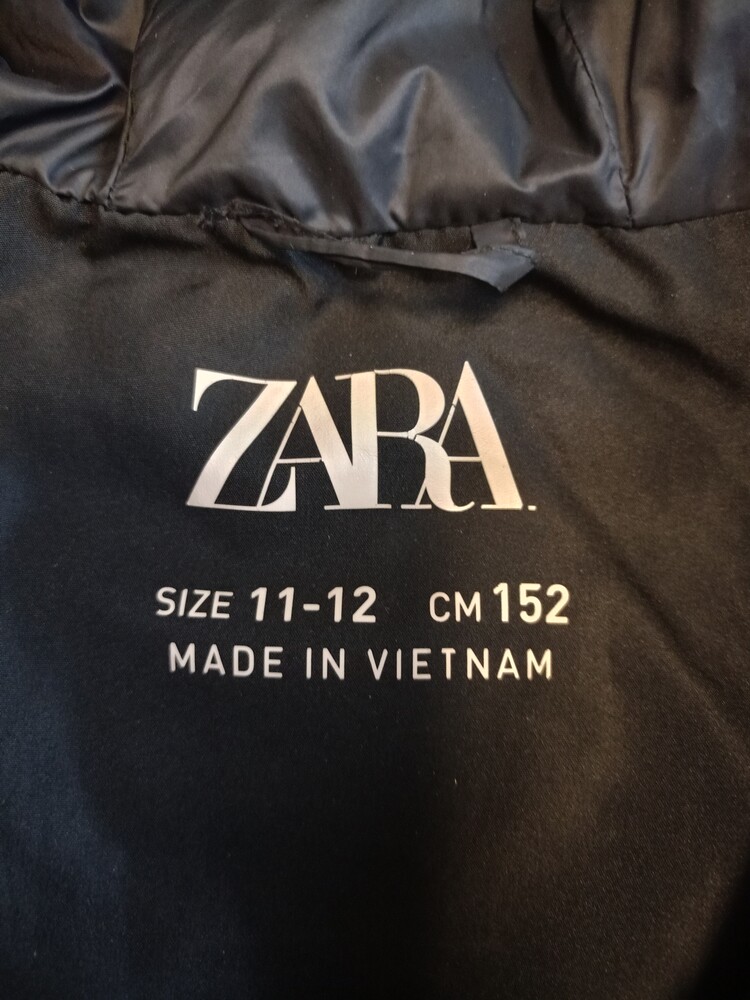 ZARA.
SIZE 11-12 CM 152
MADE IN VIETNAM